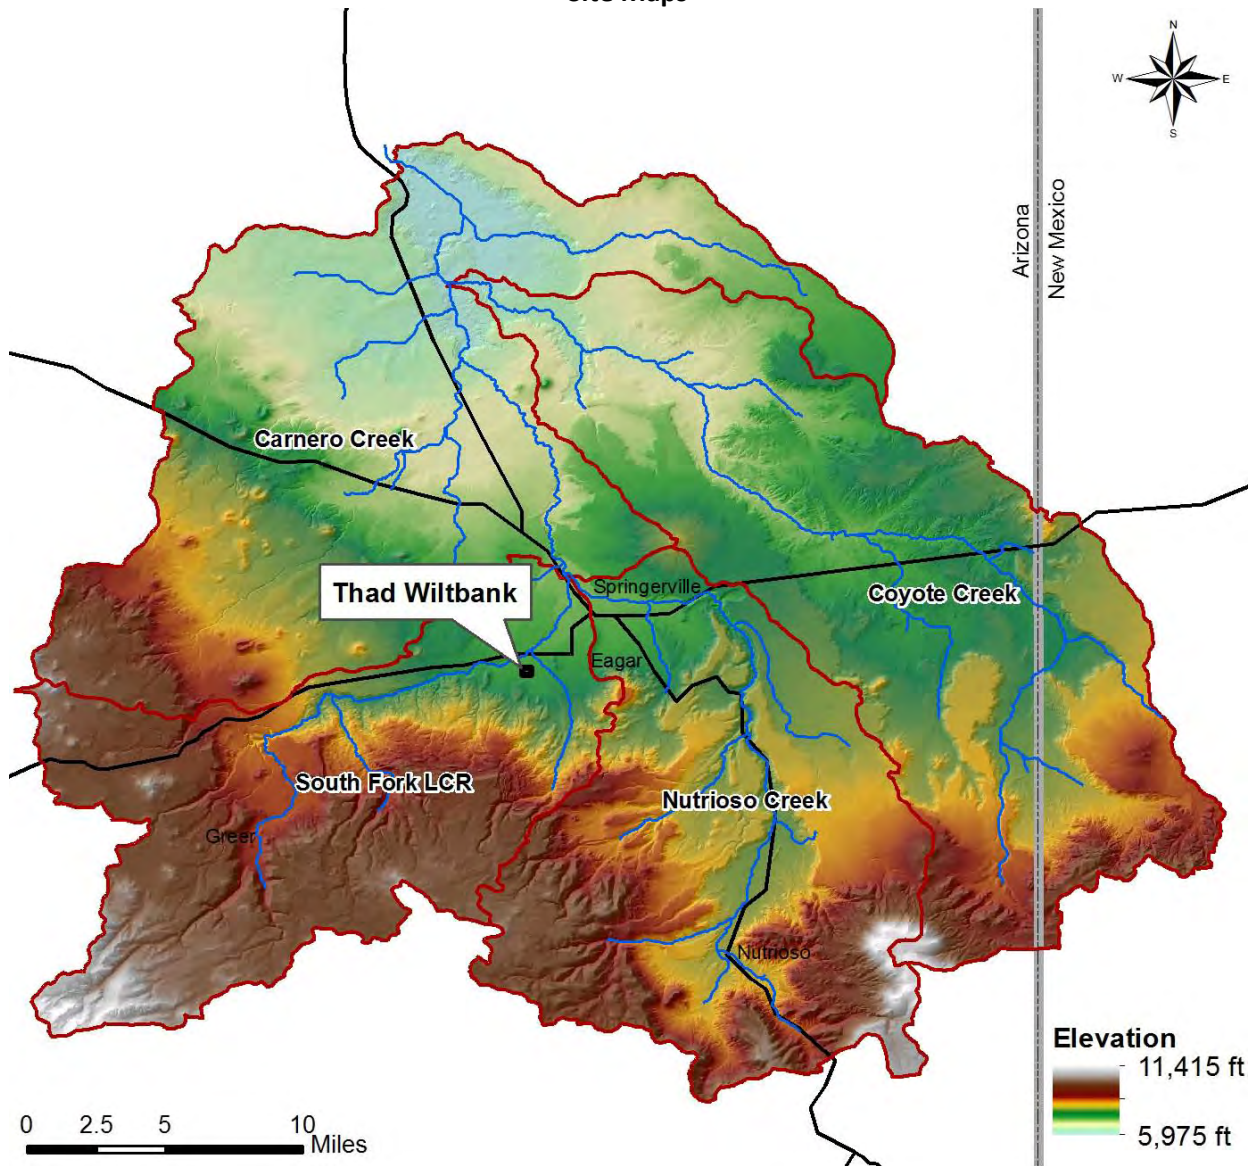 N
W E
S
Arizona
New Mexico
Carnero Creek
Thad Wiltbank
Springerville
Coyote Creek
Eagar
South Fork LCR
Nutrioso Creek
Greer
Nutrioso
Elevation
11,415 ft
5,975 ft
0 2.5 5 10
Miles